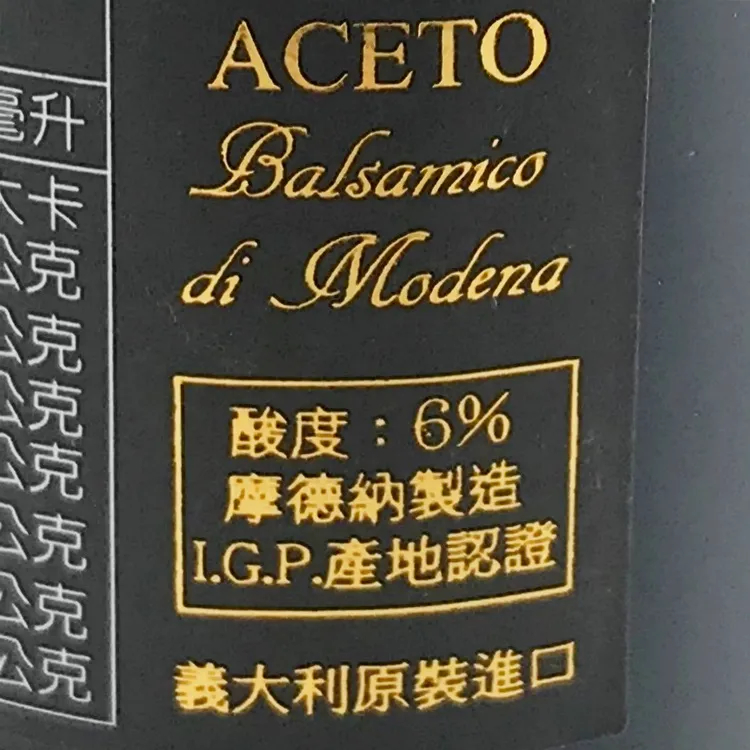 ACETO
Balsamico
di Modena
酸度：6%
摩德納製造
I.G.P.產地認證
義大利原裝進口
毫升
大卡
公克
公克
公克
公克
公克
公克
公克